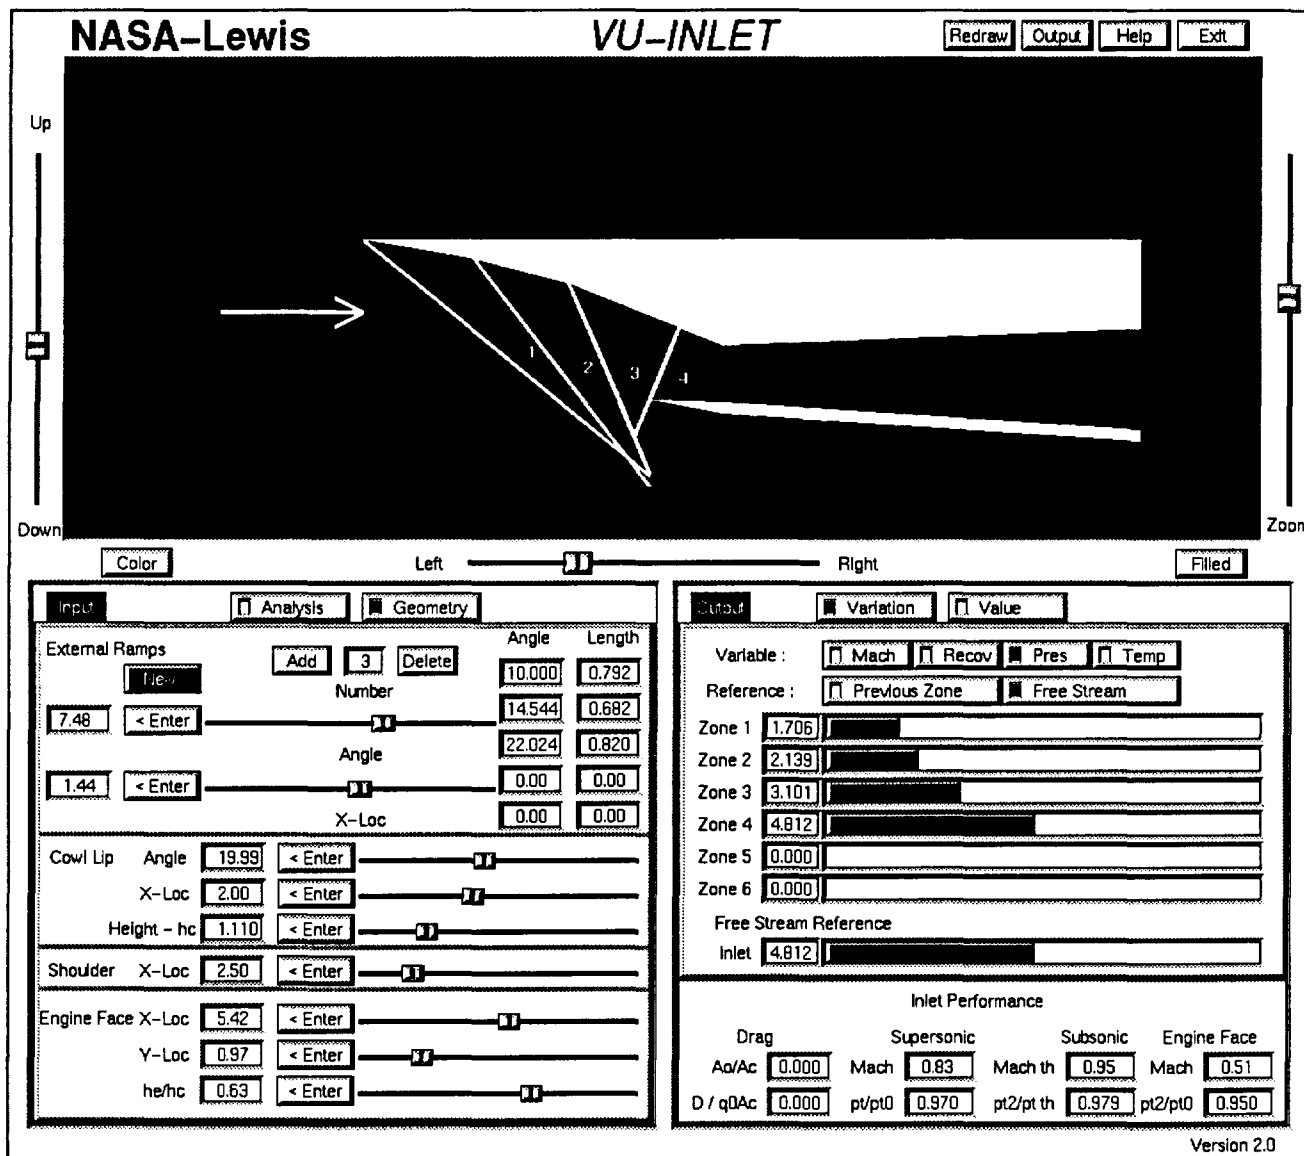 NASA-Lewis VU-INLET Redraw Output Help Exit
Up
1 2 3 4
Down Zoom
Color Left Right Filled
Input Analysis Geometry
External Ramps Add 3 Delete Angle Length
New Number 10.000 0.792
7.48 < Enter 14.544 0.682
Angle 22.024 0.820
1.44 < Enter 0.00 0.00
X-Loc 0.00 0.00
Cowl Lip Angle 19.99 < Enter
X-Loc 2.00 < Enter
Height - hc 1.110 < Enter
Shoulder X-Loc 2.50 < Enter
Engine Face X-Loc 5.42 < Enter
Y-Loc 0.97 < Enter
he/hc 0.63 < Enter
Output Variation Value
Variable : Mach Recov Pres Temp
Reference : Previous Zone Free Stream
Zone 1 1.706
Zone 2 2.139
Zone 3 3.101
Zone 4 4.812
Zone 5 0.000
Zone 6 0.000
Free Stream Reference
Inlet 4.812
Inlet Performance
Drag Supersonic Subsonic Engine Face
Ao/Ac 0.000 Mach 0.83 Mach th 0.95 Mach 0.51
D / q0Ac 0.000 pt/pt0 0.970 pt2/pt th 0.979 pt2/pt0 0.950
Version 2.0